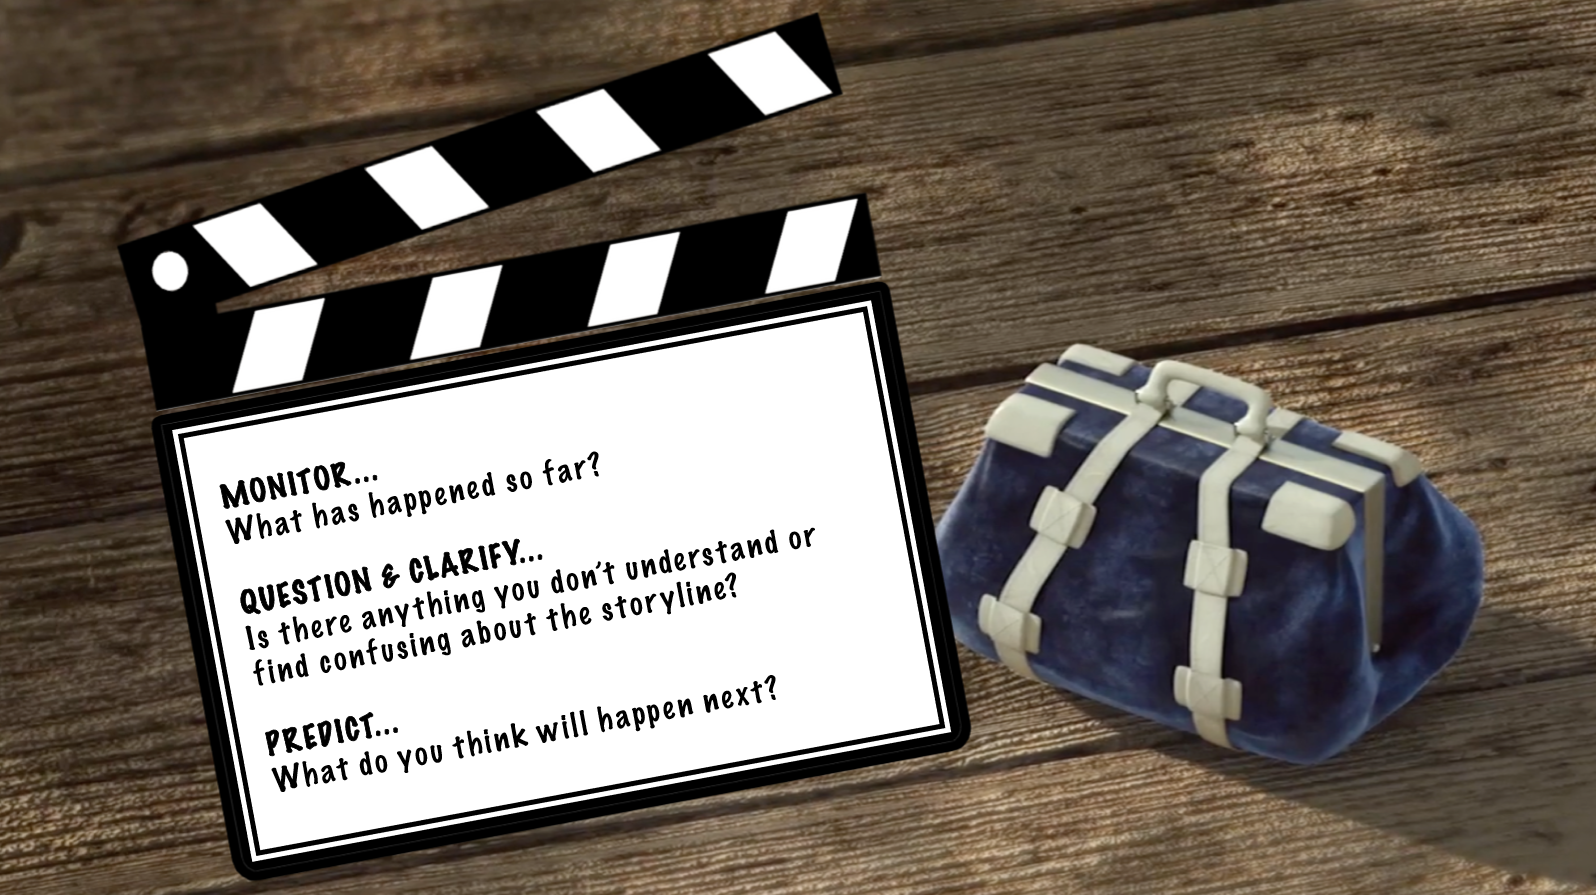 MONITOR...
What has happened so far?
QUESTION & CLARIFY...
Is there anything you don't understand or
find confusing about the storyline?
PREDICT...
What do you think will happen next?